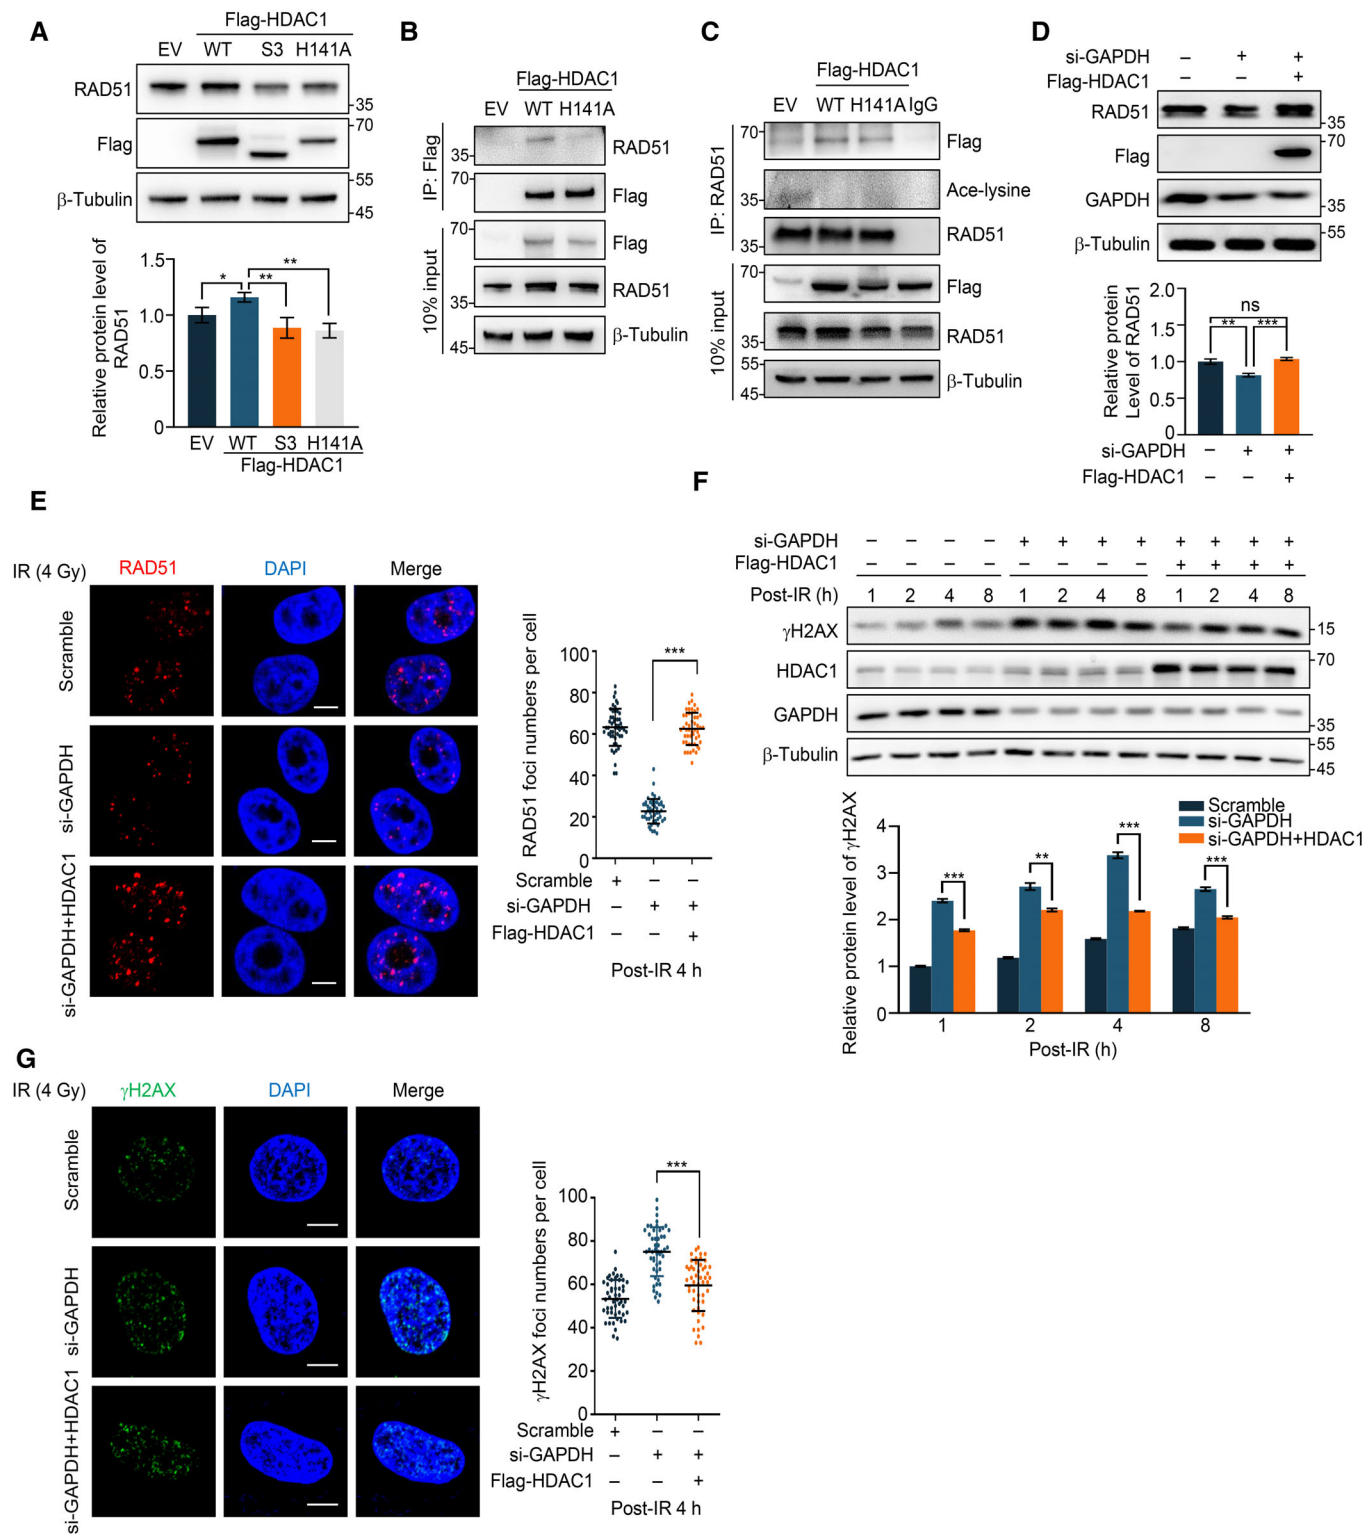 A
Flag-HDAC1
EV WT S3 H141A
RAD51
35
70
Flag
55
β-Tubulin
45
Relative protein level of
RAD51
1.5
1.0
0.5
0
* ** **
EV WT S3 H141A
Flag-HDAC1
B
Flag-HDAC1
EV WT H141A
IP: Flag
RAD51
35
70
Flag
10% input
70
Flag
RAD51
35
β-Tubulin
45
C
Flag-HDAC1
EV WT H141A IgG
IP: RAD51
70
Flag
Ace-lysine
35
RAD51
35
10% input
70
Flag
RAD51
35
55
β-Tubulin
45
D
si-GAPDH – + +
Flag-HDAC1 – – +
RAD51
35
70
Flag
GAPDH
35
55
β-Tubulin
Relative protein
Level of RAD51
2.0
1.5
1.0
0.5
0
ns
** ***
si-GAPDH – + +
Flag-HDAC1 – – +
E
IR (4 Gy) RAD51 DAPI Merge
Scramble
si-GAPDH
si-GAPDH+HDAC1
RAD51 foci numbers per cell
100
80
60
40
20
0
***
Scramble + – –
si-GAPDH – + +
Flag-HDAC1 – – +
Post-IR 4 h
F
si-GAPDH – – – – + + + + + + + +
Flag-HDAC1 – – – – – – – – + + + +
Post-IR (h) 1 2 4 8 1 2 4 8 1 2 4 8
γH2AX
15
70
HDAC1
GAPDH
35
55
β-Tubulin
45
Relative protein level of γH2AX
4
3
2
1
0
Scramble
si-GAPDH
si-GAPDH+HDAC1
*** ** *** ***
1 2 4 8
Post-IR (h)
G
IR (4 Gy) γH2AX DAPI Merge
Scramble
si-GAPDH
si-GAPDH+HDAC1
γH2AX foci numbers per cell
100
80
60
40
20
0
***
Scramble + – –
si-GAPDH – + +
Flag-HDAC1 – – +
Post-IR 4 h